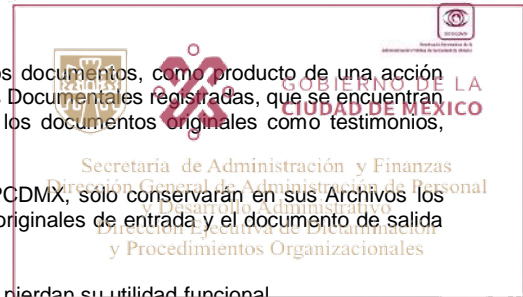 os documentos, como producto de una acción
GOBIERNO DE LA
s Documentales registradas, que se encuentran
CIUDAD DE MÉXICO
los documentos originales como testimonios,
Secretaría de Administración y Finanzas
Dirección General de Administración de Personal
PCDMX, sólo conservarán en sus Archivos los
y Desarrollo Administrativo
originales de entrada y el documento de salida
Dirección Ejecutiva de Dictaminación
y Procedimientos Organizacionales
pierdan su utilidad funcional